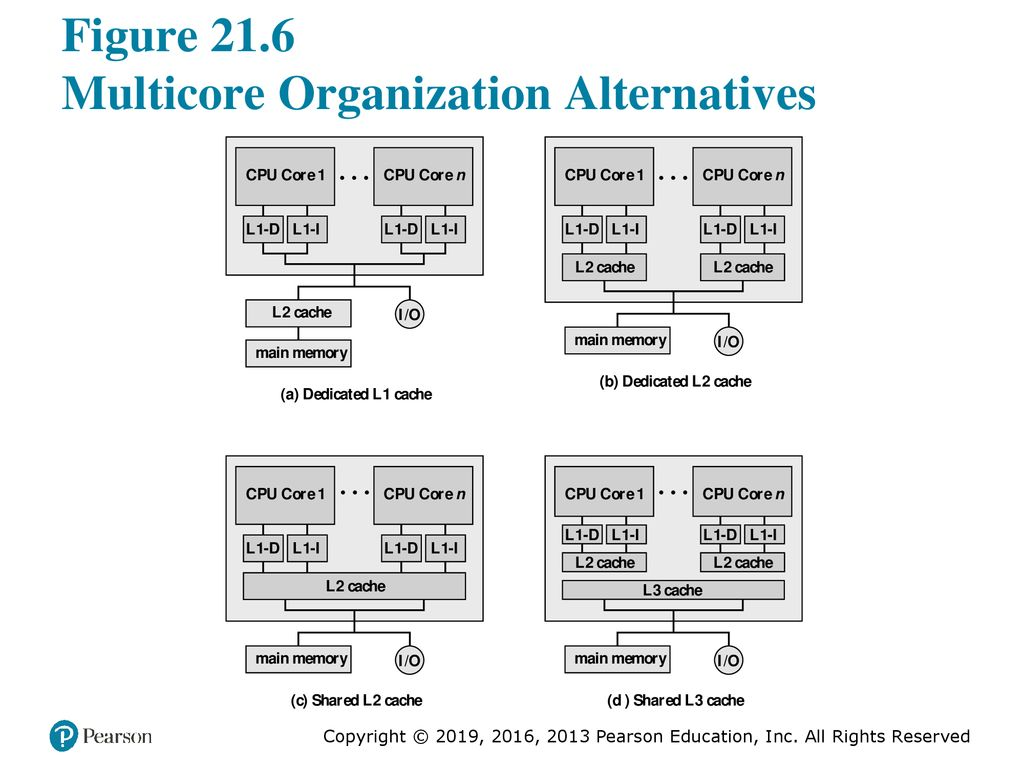 Figure 21.6
Multicore Organization Alternatives
CPU Core 1 • • • CPU Core n
L1-D L1-I L1-D L1-I
L2 cache I/O
main memory
(a) Dedicated L1 cache
CPU Core 1 • • • CPU Core n
L1-D L1-I L1-D L1-I
L2 cache L2 cache
main memory I/O
(b) Dedicated L2 cache
CPU Core 1 • • • CPU Core n
L1-D L1-I L1-D L1-I
L2 cache
main memory I/O
(c) Shared L2 cache
CPU Core 1 • • • CPU Core n
L1-D L1-I L1-D L1-I
L2 cache L2 cache
L3 cache
main memory I/O
(d ) Shared L3 cache
P Pearson
Copyright © 2019, 2016, 2013 Pearson Education, Inc. All Rights Reserved